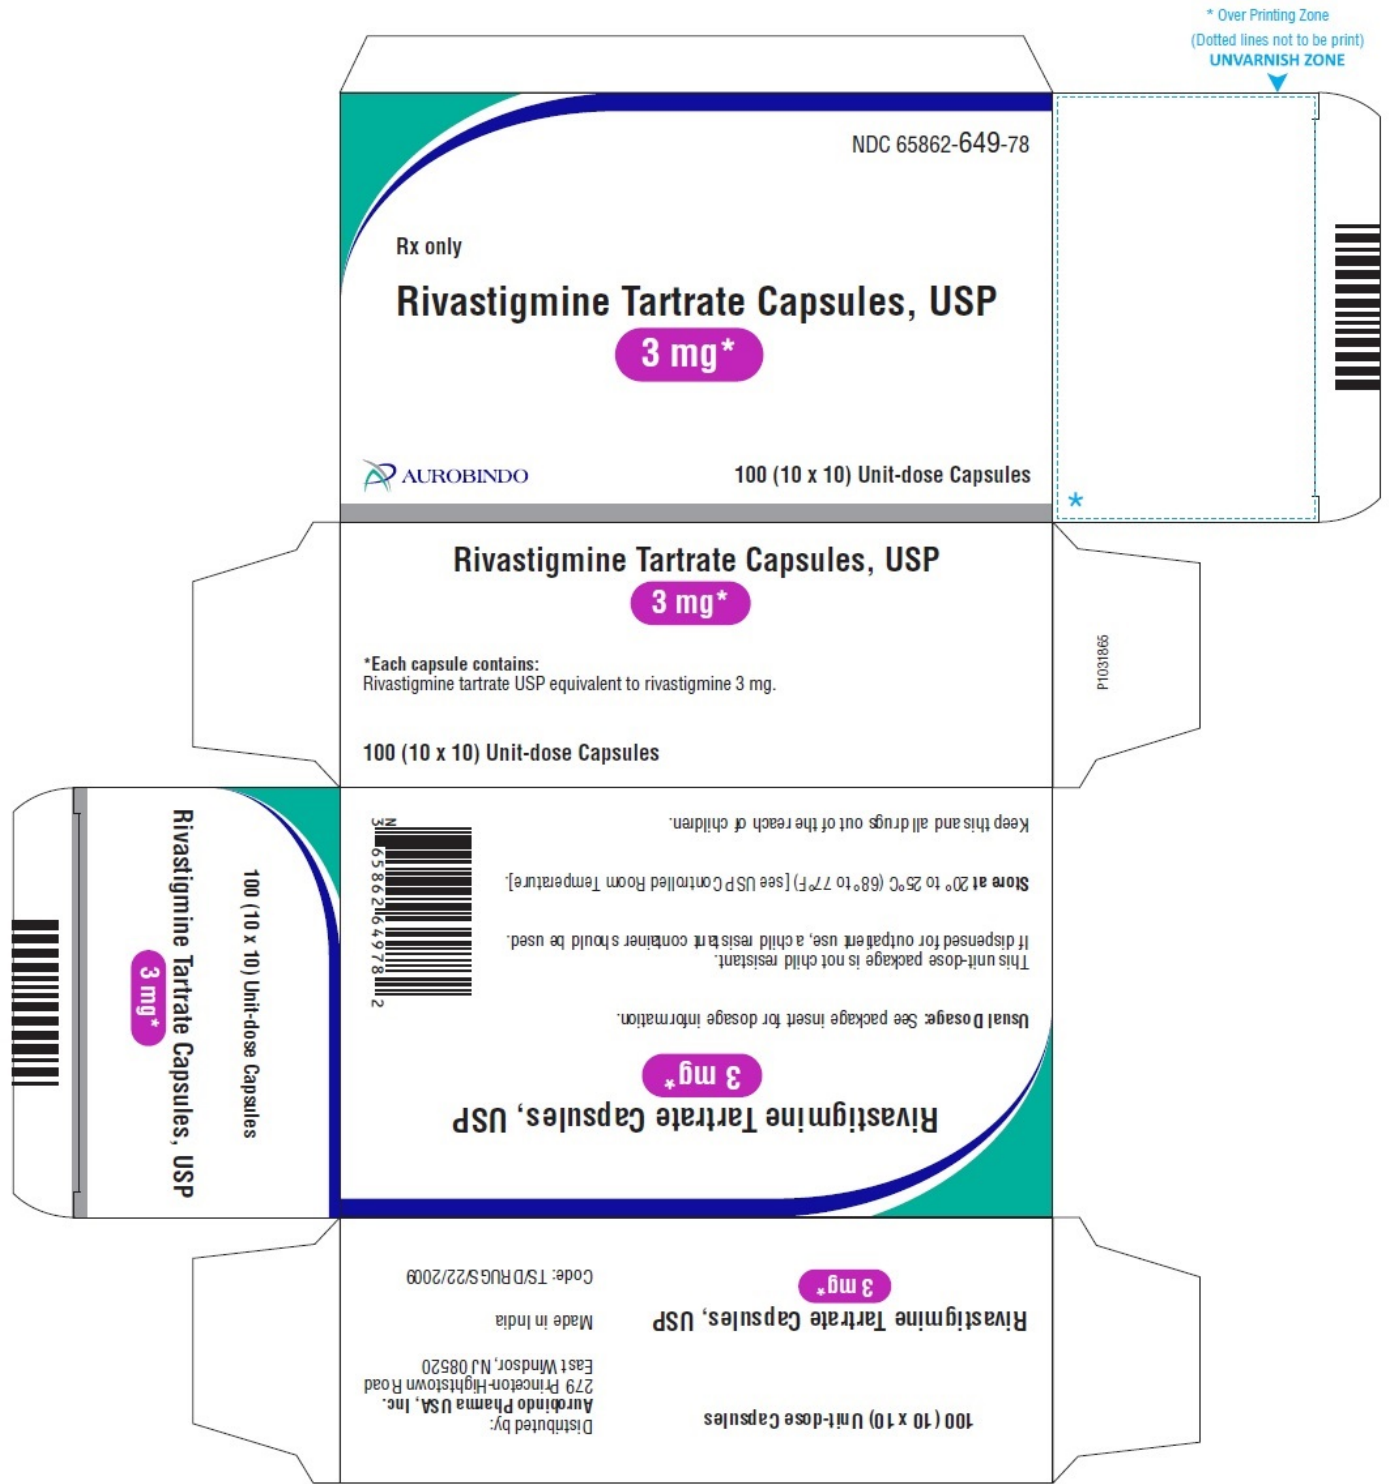 * Over Printing Zone
(Dotted lines not to be print)
UNVARNISH ZONE
NDC 65862-649-78
Rx only
Rivastigmine Tartrate Capsules, USP
3 mg*
AUROBINDO
100 (10 x 10) Unit-dose Capsules
*
Rivastigmine Tartrate Capsules, USP
3 mg*
*Each capsule contains:
Rivastigmine tartrate USP equivalent to rivastigmine 3 mg.
100 (10 x 10) Unit-dose Capsules
P1031865
Rivastigmine Tartrate Capsules, USP
3 mg*
100 (10 x 10) Unit-dose Capsules
Rivastigmine Tartrate Capsules, USP
3 mg*
Usual Dosage: See package insert for dosage information.
This unit-dose package is not child resistant.
If dispensed for outpatient use, a child resistant container should be used.
Store at 20° to 25°C (68° to 77°F) [see USP Controlled Room Temperature].
Keep this and all drugs out of the reach of children.
N
3 65862 64978 2
100 (10 x 10) Unit-dose Capsules
Rivastigmine Tartrate Capsules, USP
3 mg*
Distributed by:
Aurobindo Pharma USA, Inc.
279 Princeton-Hightstown Road
East Windsor, NJ 08520
Made in India
Code: TS/DRUGS/22/2009